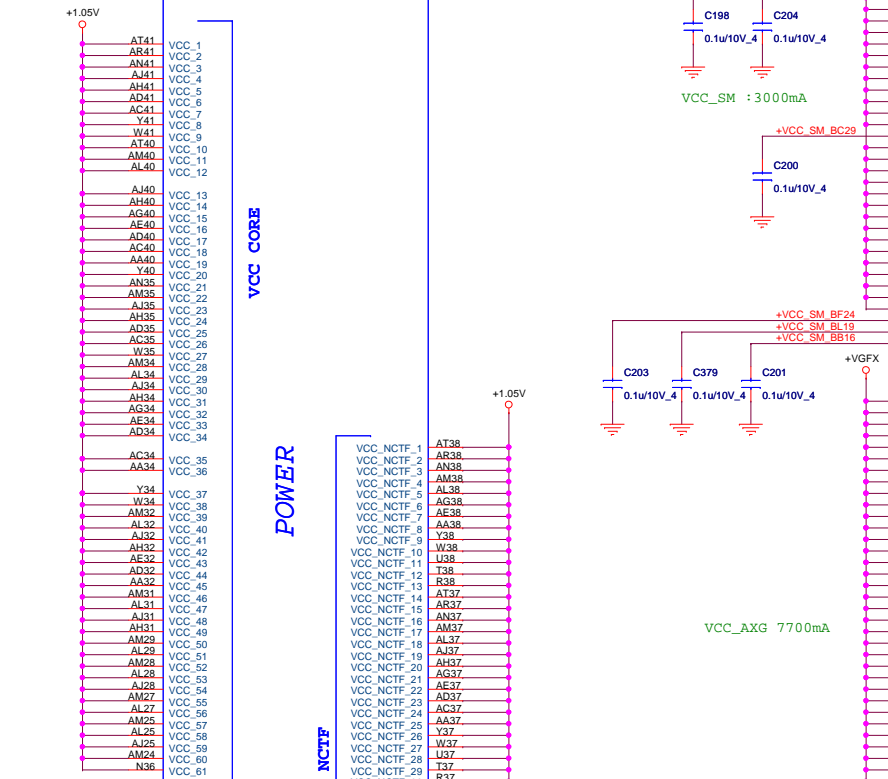 +1.05V
AT41 VCC_1
AR41 VCC_2
AN41 VCC_3
AJ41 VCC_4
AH41 VCC_5
AD41 VCC_6
AC41 VCC_7
Y41 VCC_8
W41 VCC_9
AT40 VCC_10
AM40 VCC_11
AL40 VCC_12
AJ40 VCC_13
AH40 VCC_14
AG40 VCC_15
AE40 VCC_16
AD40 VCC_17
AC40 VCC_18
AA40 VCC_19
Y40 VCC_20
AN35 VCC_21
AM35 VCC_22
AJ35 VCC_23
AH35 VCC_24
AD35 VCC_25
AC35 VCC_26
W35 VCC_27
AM34 VCC_28
AL34 VCC_29
AJ34 VCC_30
AH34 VCC_31
AG34 VCC_32
AE34 VCC_33
AD34 VCC_34
AC34 VCC_35
AA34 VCC_36
Y34 VCC_37
W34 VCC_38
AM32 VCC_39
AL32 VCC_40
AJ32 VCC_41
AH32 VCC_42
AE32 VCC_43
AD32 VCC_44
AA32 VCC_45
AM31 VCC_46
AL31 VCC_47
AJ31 VCC_48
AH31 VCC_49
AM29 VCC_50
AL29 VCC_51
AM28 VCC_52
AL28 VCC_53
AJ28 VCC_54
AM27 VCC_55
AL27 VCC_56
AM25 VCC_57
AL25 VCC_58
AJ25 VCC_59
AM24 VCC_60
N36 VCC_61
VCC CORE
POWER
NCTF
+1.05V
VCC_NCTF_1 AT38
VCC_NCTF_2 AR38
VCC_NCTF_3 AN38
VCC_NCTF_4 AM38
VCC_NCTF_5 AL38
VCC_NCTF_6 AG38
VCC_NCTF_7 AE38
VCC_NCTF_8 AA38
VCC_NCTF_9 Y38
VCC_NCTF_10 W38
VCC_NCTF_11 U38
VCC_NCTF_12 T38
VCC_NCTF_13 R38
VCC_NCTF_14 AT37
VCC_NCTF_15 AR37
VCC_NCTF_16 AN37
VCC_NCTF_17 AM37
VCC_NCTF_18 AL37
VCC_NCTF_19 AJ37
VCC_NCTF_20 AH37
VCC_NCTF_21 AG37
VCC_NCTF_22 AE37
VCC_NCTF_23 AD37
VCC_NCTF_24 AC37
VCC_NCTF_25 AA37
VCC_NCTF_26 Y37
VCC_NCTF_27 W37
VCC_NCTF_28 U37
VCC_NCTF_29 T37
R37
C198 C204
0.1u/10V_4 0.1u/10V_4
VCC_SM :3000mA
+VCC_SM_BC29
C200
0.1u/10V_4
+VCC_SM_BF24
+VCC_SM_BL19
+VCC_SM_BB16
+VGFX
C203 C379 C201
0.1u/10V_4 0.1u/10V_4 0.1u/10V_4
VCC_AXG 7700mA